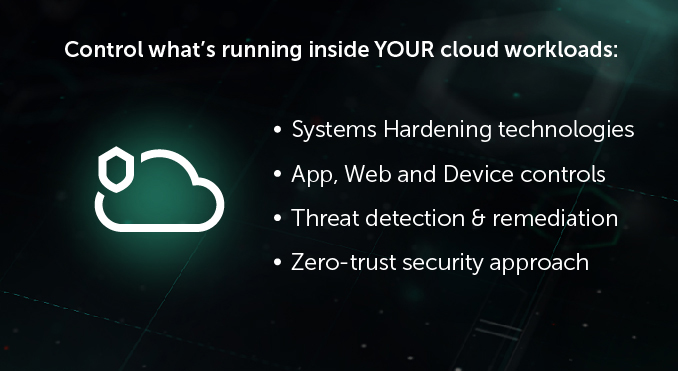 Control what’s running inside YOUR cloud workloads:
• Systems Hardening technologies
• App, Web and Device controls
• Threat detection & remediation
• Zero-trust security approach